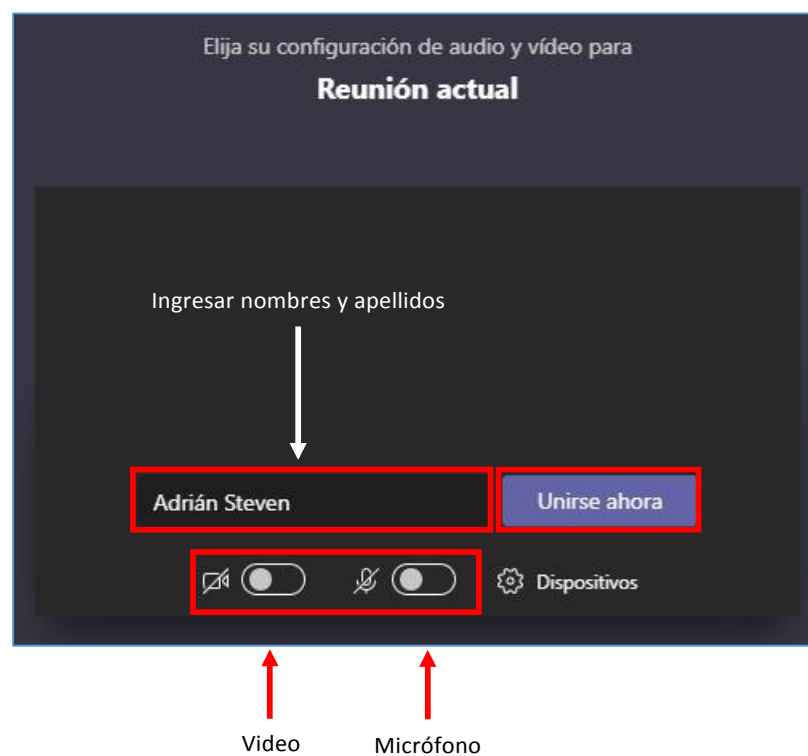 Elija su configuración de audio y vídeo para
Reunión actual
Ingresar nombres y apellidos
Adrián Steven
Unirse ahora
Dispositivos
Video
Micrófono